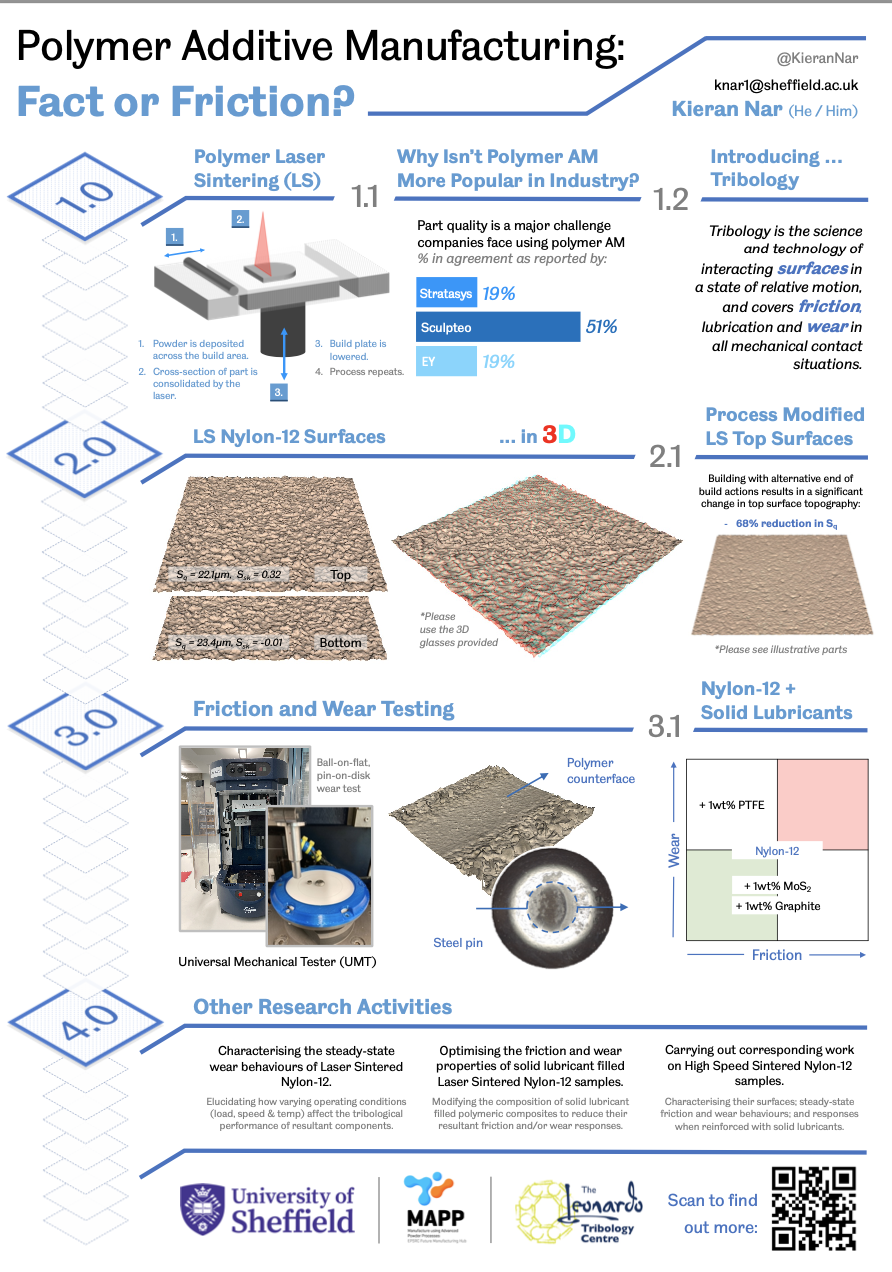 Polymer Additive Manufacturing:
Fact or Friction?
@KieranNar
knar1@sheffield.ac.uk
Kieran Nar (He / Him)
1.0
Polymer Laser
Sintering (LS)
1.
2.
3.
1. Powder is deposited
across the build area.
2. Cross-section of part is
consolidated by the
laser.
3. Build plate is
lowered.
4. Process repeats.
1.1
Why Isn't Polymer AM
More Popular in Industry?
Part quality is a major challenge
companies face using polymer AM
% in agreement as reported by:
Stratasys 19%
Sculpteo 51%
EY 19%
1.2
Introducing ...
Tribology
Tribology is the science
and technology of
interacting surfaces in
a state of relative motion,
and covers friction,
lubrication and wear in
all mechanical contact
situations.
2.0
LS Nylon-12 Surfaces
... in 3D
Sq = 22.1µm, Ssk = 0.32
Top
Sq = 23.4µm, Ssk = -0.01
Bottom
*Please
use the 3D
glasses provided
2.1
Process Modified
LS Top Surfaces
Building with alternative end of
build actions results in a significant
change in top surface topography:
- 68% reduction in Sq
*Please see illustrative parts
3.0
Friction and Wear Testing
Ball-on-flat,
pin-on-disk
wear test
Universal Mechanical Tester (UMT)
Polymer
counterface
Steel pin
3.1
Nylon-12 +
Solid Lubricants
Wear
+ 1wt% PTFE
Nylon-12
+ 1wt% MoS2
+ 1wt% Graphite
Friction
4.0
Other Research Activities
Characterising the steady-state
wear behaviours of Laser Sintered
Nylon-12.
Elucidating how varying operating conditions
(load, speed & temp) affect the tribological
performance of resultant components.
Optimising the friction and wear
properties of solid lubricant filled
Laser Sintered Nylon-12 samples.
Modifying the composition of solid lubricant
filled polymeric composites to reduce their
resultant friction and/or wear responses.
Carrying out corresponding work
on High Speed Sintered Nylon-12
samples.
Characterising their surfaces; steady-state
friction and wear behaviours; and responses
when reinforced with solid lubricants.
University of
Sheffield
MAPP
Manufacture using Advanced
Powder Processes
EPSRC Future Manufacturing Hub
The
Leonardo
Tribology
Centre
Scan to find
out more: